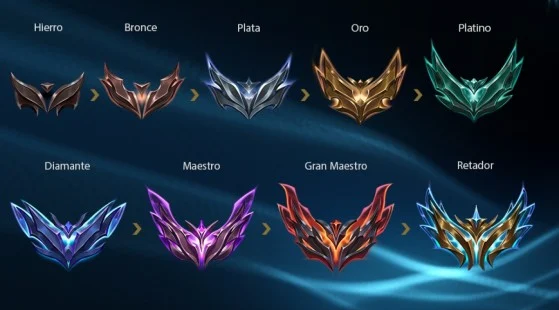 Hierro
Bronce
Plata
Oro
Platino
Diamante
Maestro
Gran Maestro
Retador